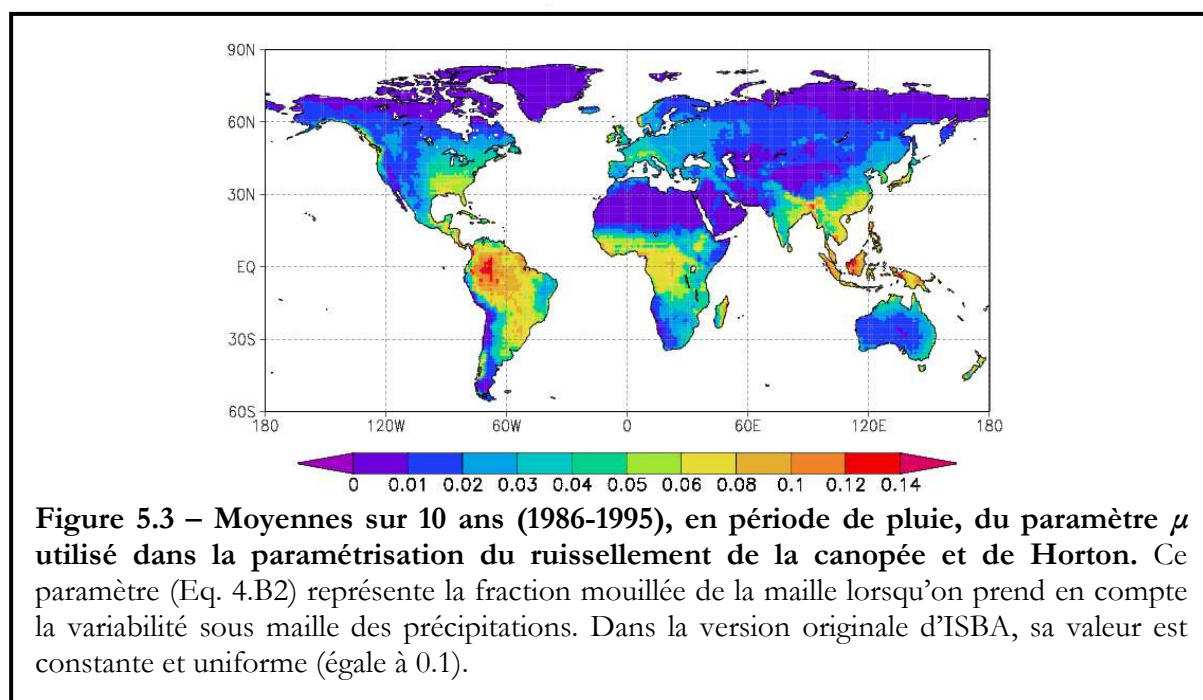 90N
60N
30N
EQ
30S
60S
180 120W 60W 0 60E 120E 180
0 0.01 0.02 0.03 0.04 0.05 0.06 0.08 0.1 0.12 0.14
Figure 5.3 – Moyennes sur 10 ans (1986-1995), en période de pluie, du paramètre μ
utilisé dans la paramétrisation du ruissellement de la canopée et de Horton. Ce
paramètre (Eq. 4.B2) représente la fraction mouillée de la maille lorsqu'on prend en compte
la variabilité sous maille des précipitations. Dans la version originale d'ISBA, sa valeur est
constante et uniforme (égale à 0.1).